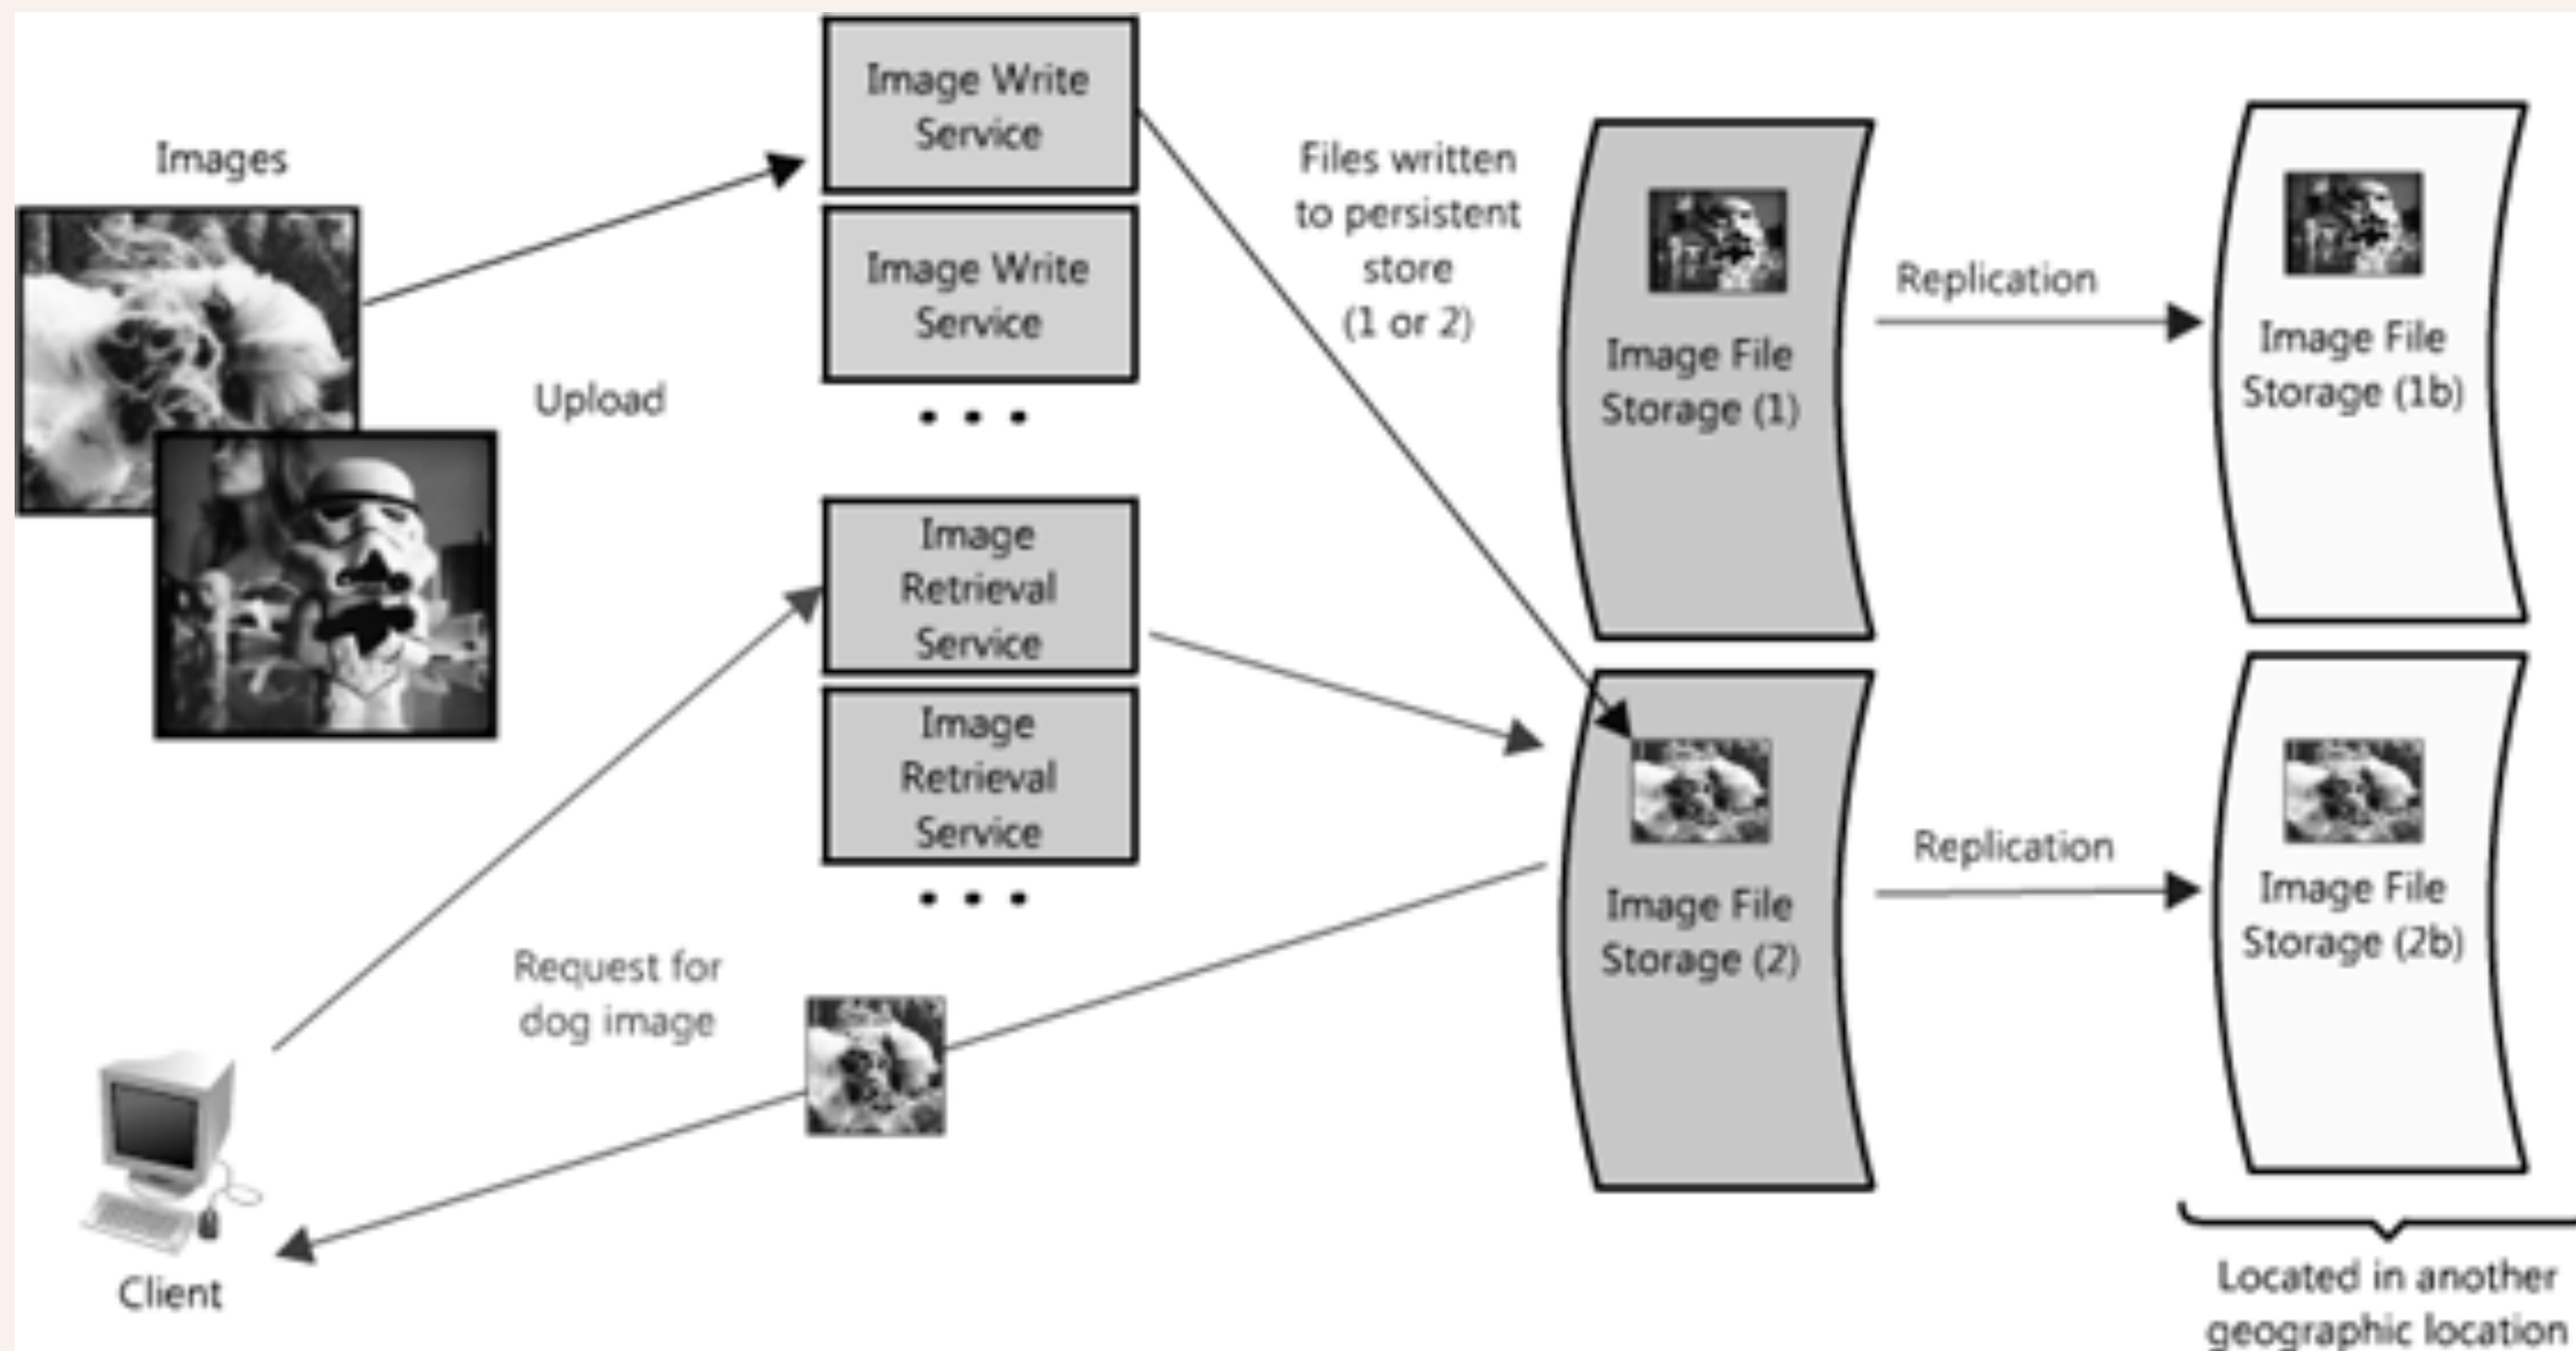 Images
Upload
Image Write
Service
Image Write
Service
. . .
Image
Retrieval
Service
Image
Retrieval
Service
. . .
Request for
dog image
Client
Files written
to persistent
store
(1 or 2)
Image File
Storage (1)
Replication
Image File
Storage (1b)
Image File
Storage (2)
Replication
Image File
Storage (2b)
Located in another
geographic location